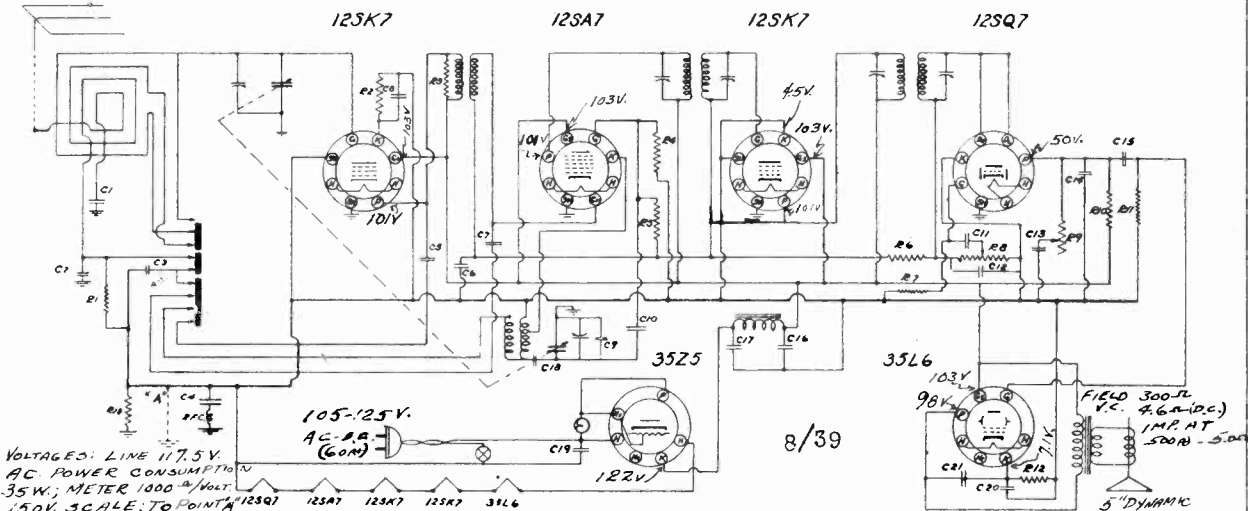 12SK7
12SA7
12SK7
12SQ7
R2
C8
R3
103V.
101V
103V.
101V.
R4
R5
45V.
103V.
101V
50V.
C15
C14
R10
R11
R9
C13
C11
R8
C12
R6
R7
C1
C2
C3
R1
C5
C6
C7
C10
C9
C18
C17
C16
"A"
C4
RFC
35Z5
35L6
105-125V.
AC-D.C.
(60~)
C19
122V
8/39
103V
98V
7.1V.
R12
C21
C20
FIELD 300Ω
V.C. 4.6Ω (D.C.)
IMP. AT
5" DYNAMIC
VOLTAGES: LINE 117.5V.
AC POWER CONSUMPTION
35W.; METER 1000 Ω/VOLT.
150V. SCALE: TO POINT "A"
12SQ7
12SA7
12SK7
12SK7
35L6